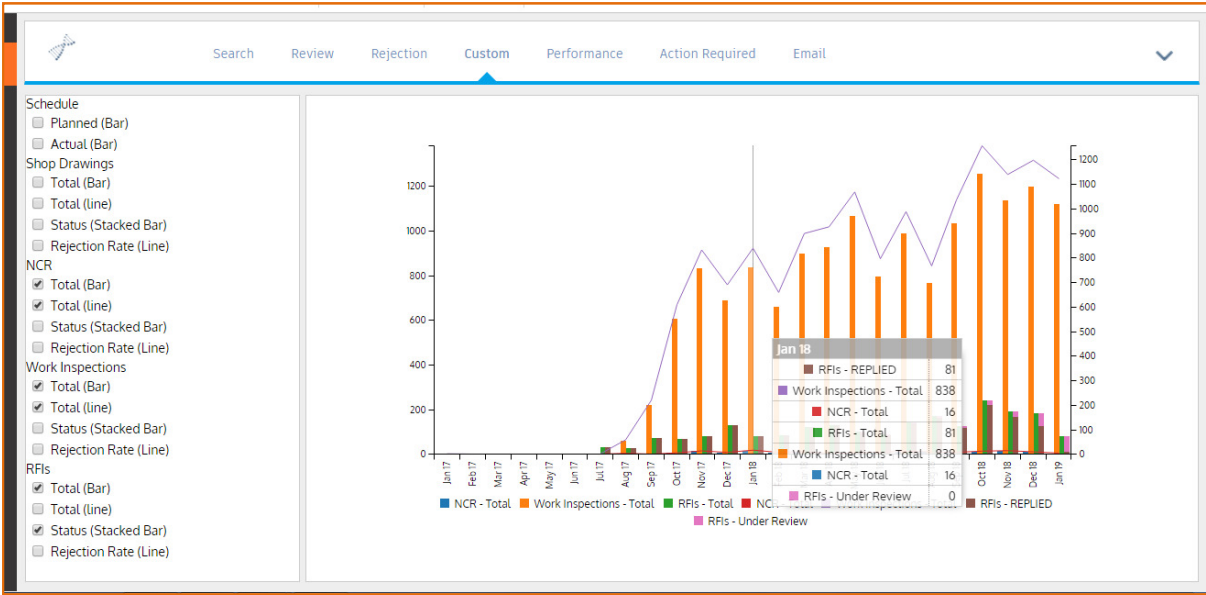 Search Review Rejection Custom Performance Action Required Email
Schedule
Planned (Bar)
Actual (Bar)
Shop Drawings
Total (Bar)
Total (line)
Status (Stacked Bar)
Rejection Rate (Line)
NCR
Total (Bar)
Total (line)
Status (Stacked Bar)
Rejection Rate (Line)
Work Inspections
Total (Bar)
Total (line)
Status (Stacked Bar)
Rejection Rate (Line)
RFIs
Total (Bar)
Total (line)
Status (Stacked Bar)
Rejection Rate (Line)
1200
1000
800
600
400
200
0
1200
1100
1000
900
800
700
600
500
400
300
200
100
0
Jan 18
RFIs - REPLIED 81
Work Inspections - Total 838
NCR - Total 16
RFIs - Total 81
Work Inspections - Total 838
NCR - Total 16
RFIs - Under Review 0
Jan 17 Feb 17 Mar 17 Apr 17 May 17 Jun 17 Jul 17 Aug 17 Sep 17 Oct 17 Nov 17 Dec 17 Jan 18 Oct 18 Nov 18 Dec 18 Jan 19
NCR - Total Work Inspections - Total RFIs - Total RFIs - REPLIED
RFIs - Under Review